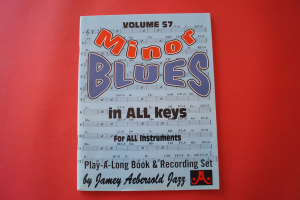 VOLUME 57
Minor
BLUES
in ALL keys
For ALL Instruments
Play-A-Long Book & Recording Set
by Jamey Aebersold Jazz
JA